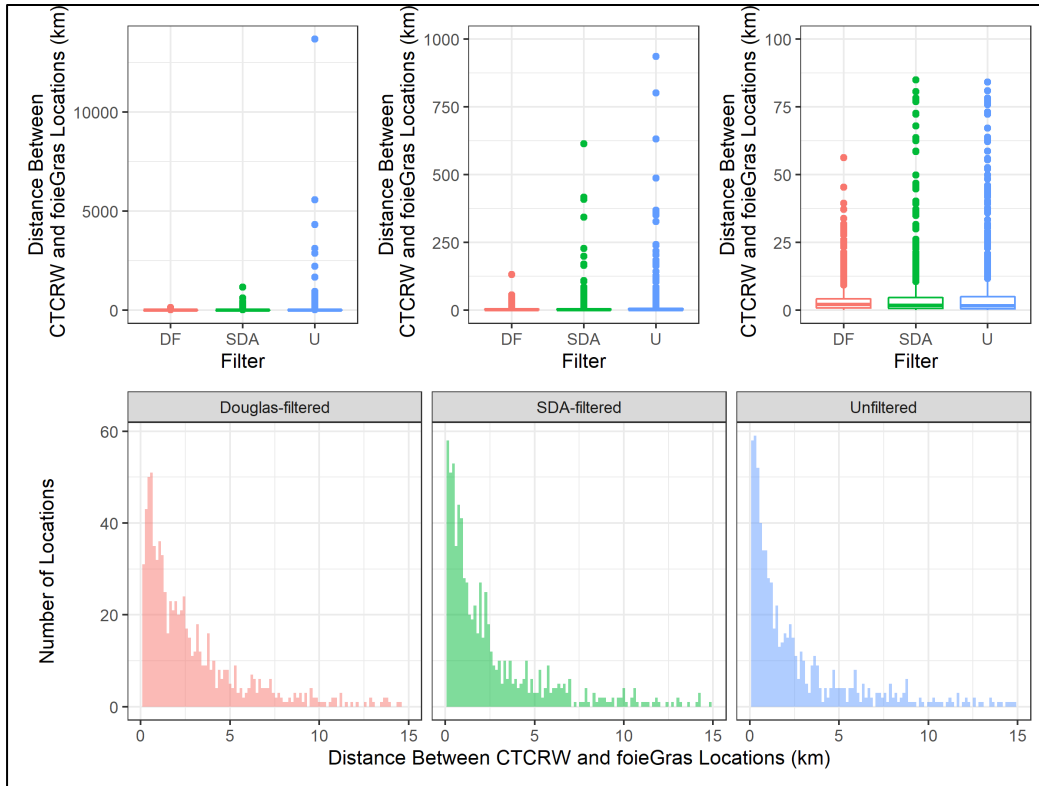 Distance Between
CTCRW and foieGras Locations (km)
10000
5000
0
DF SDA U
Filter
Distance Between
CTCRW and foieGras Locations (km)
1000
750
500
250
0
DF SDA U
Filter
Distance Between
CTCRW and foieGras Locations (km)
100
75
50
25
0
DF SDA U
Filter
Douglas-filtered SDA-filtered Unfiltered
Number of Locations
60
40
20
0
0 5 10 15 0 5 10 15 0 5 10 15
Distance Between CTCRW and foieGras Locations (km)